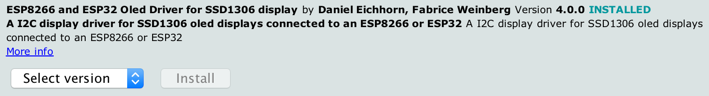 ESP8266 and ESP32 Oled Driver for SSD1306 display by Daniel Eichhorn, Fabrice Weinberg Version 4.0.0 INSTALLED
A I2C display driver for SSD1306 oled displays connected to an ESP8266 or ESP32 A I2C display driver for SSD1306 oled displays
connected to an ESP8266 or ESP32
More info
Select version Install